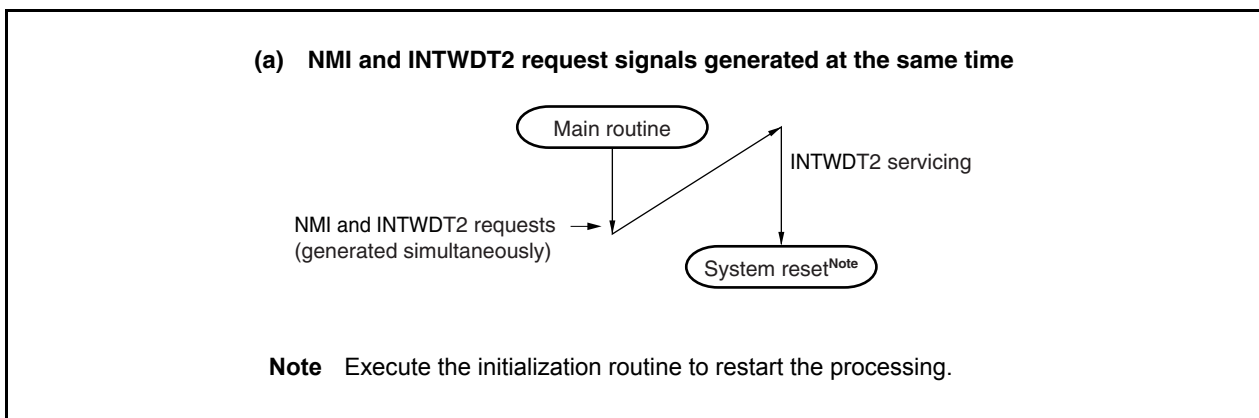 (a) NMI and INTWDT2 request signals generated at the same time
Main routine
INTWDT2 servicing
NMI and INTWDT2 requests
(generated simultaneously)
System resetNote
Note Execute the initialization routine to restart the processing.